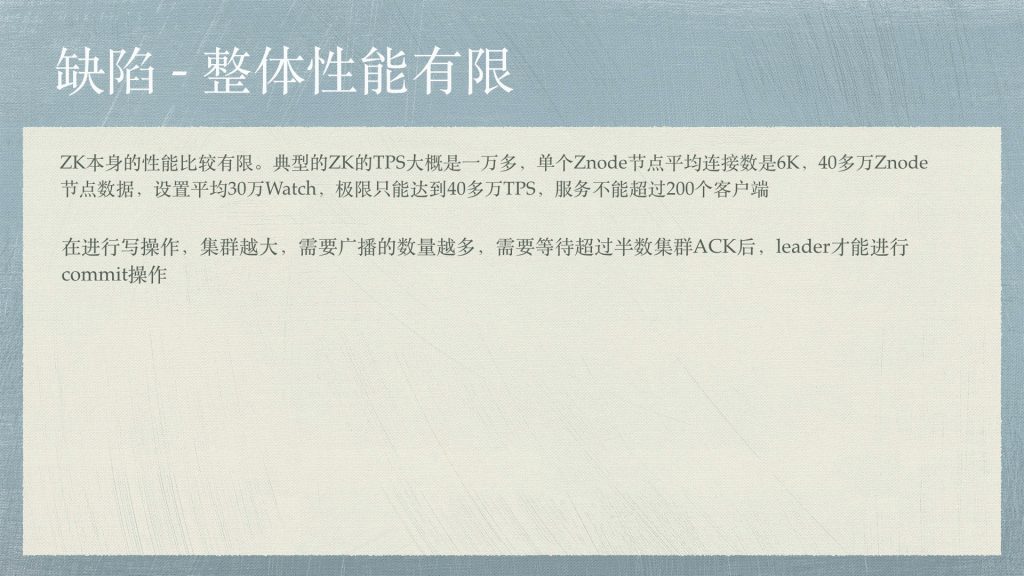 缺陷 - 整体性能有限
ZK本身的性能比较有限。典型的ZK的TPS大概是一万多，单个Znode节点平均连接数是6K，40多万Znode
节点数据，设置平均30万Watch，极限只能达到40多万TPS，服务不能超过200个客户端
在进行写操作，集群越大，需要广播的数量越多，需要等待超过半数集群ACK后，leader才能进行
commit操作